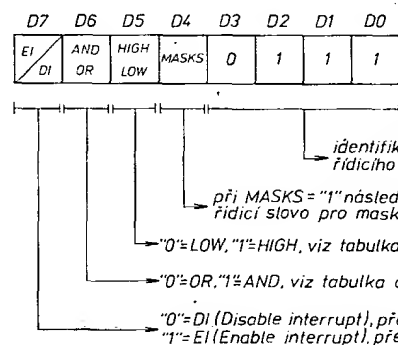 D7 D6 D5 D4 D3 D2 D1 D0
EI/DI AND OR HIGH LOW MASKS 0 1 1 1
identifik
řídicího
při MASKS = "1" násled
řídicí slovo pro mask
"0"=LOW, "1"=HIGH, viz tabulka
"0"=OR, "1"=AND, viz tabulka
"0"=DI (Disable interrupt), pře
"1"=EI (Enable interrupt), pře